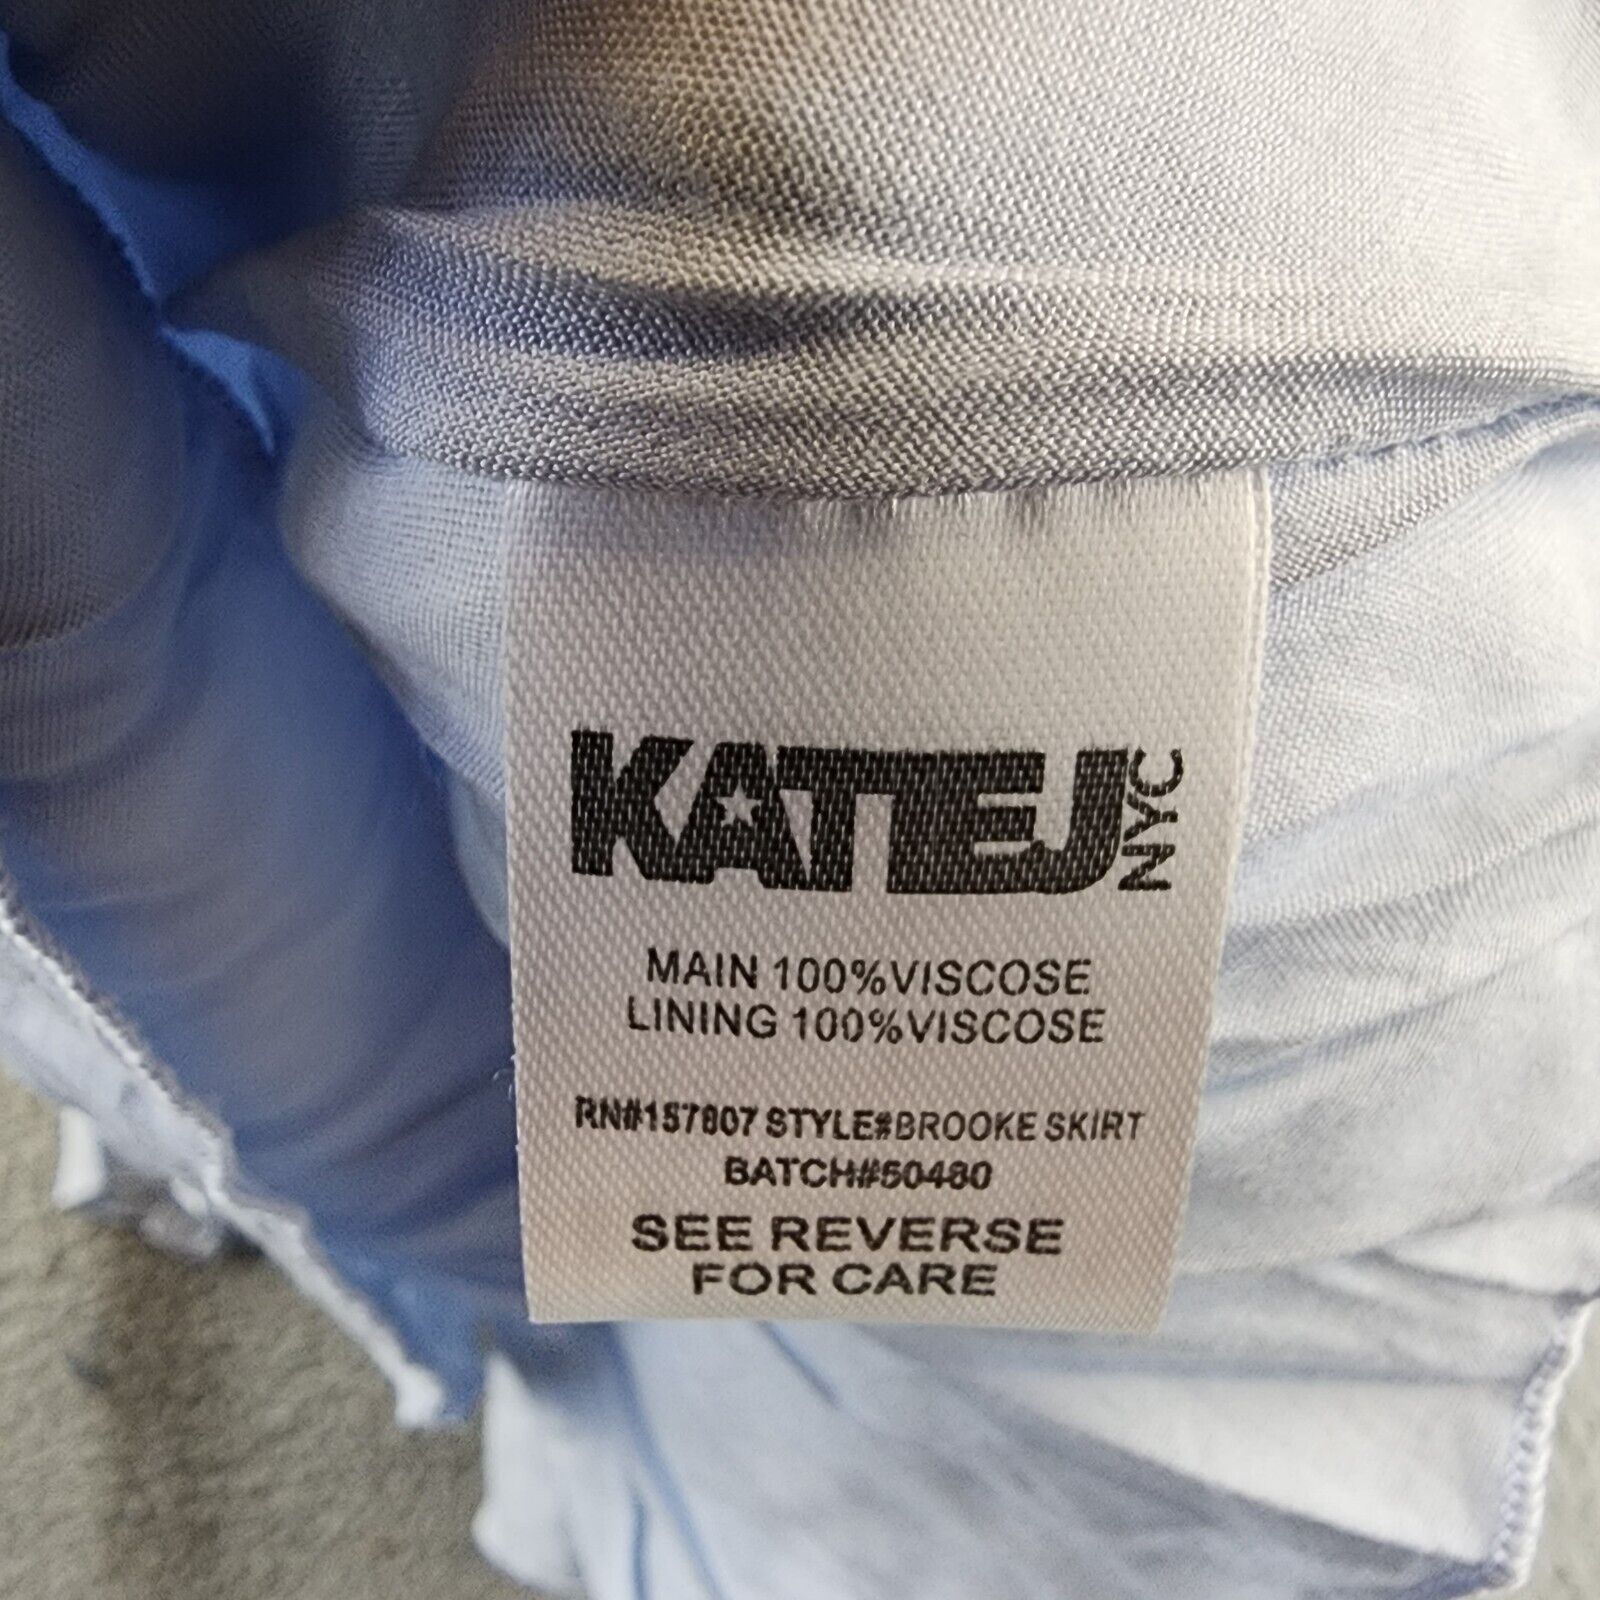 KATIEJ NYC
MAIN 100%VISCOSE
LINING 100%VISCOSE
RN#157807 STYLE#BROOKE SKIRT
BATCH#50480
SEE REVERSE
FOR CARE